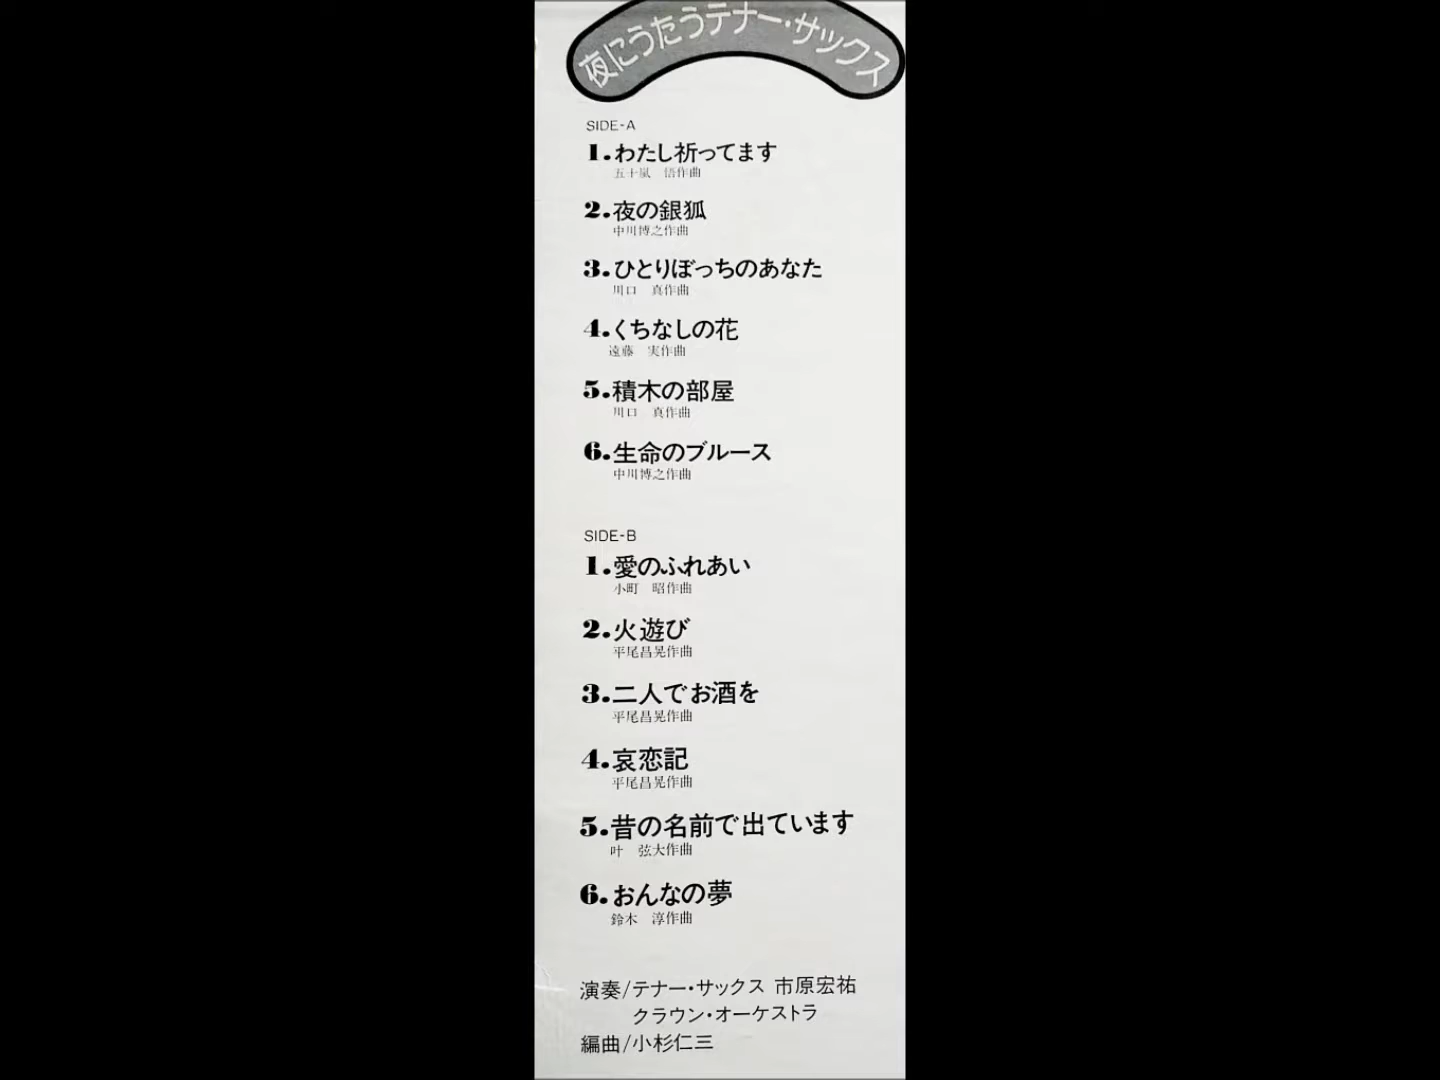 夜にうたうテナー・サックス
SIDE-A
1.わたし祈ってます
五十嵐 悟作曲
2.夜の銀狐
中川博之作曲
3.ひとりぼっちのあなた
川口 真作曲
4.くちなしの花
遠藤 実作曲
5.積木の部屋
川口 真作曲
6.生命のブルース
中川博之作曲
SIDE-B
1.愛のふれあい
小町 昭作曲
2.火遊び
平尾昌晃作曲
3.二人でお酒を
平尾昌晃作曲
4.哀恋記
平尾昌晃作曲
5.昔の名前で出ています
叶 弦大作曲
6.おんなの夢
鈴木 淳作曲
演奏/テナー・サックス 市原宏祐
クラウン・オーケストラ
編曲/小杉仁三